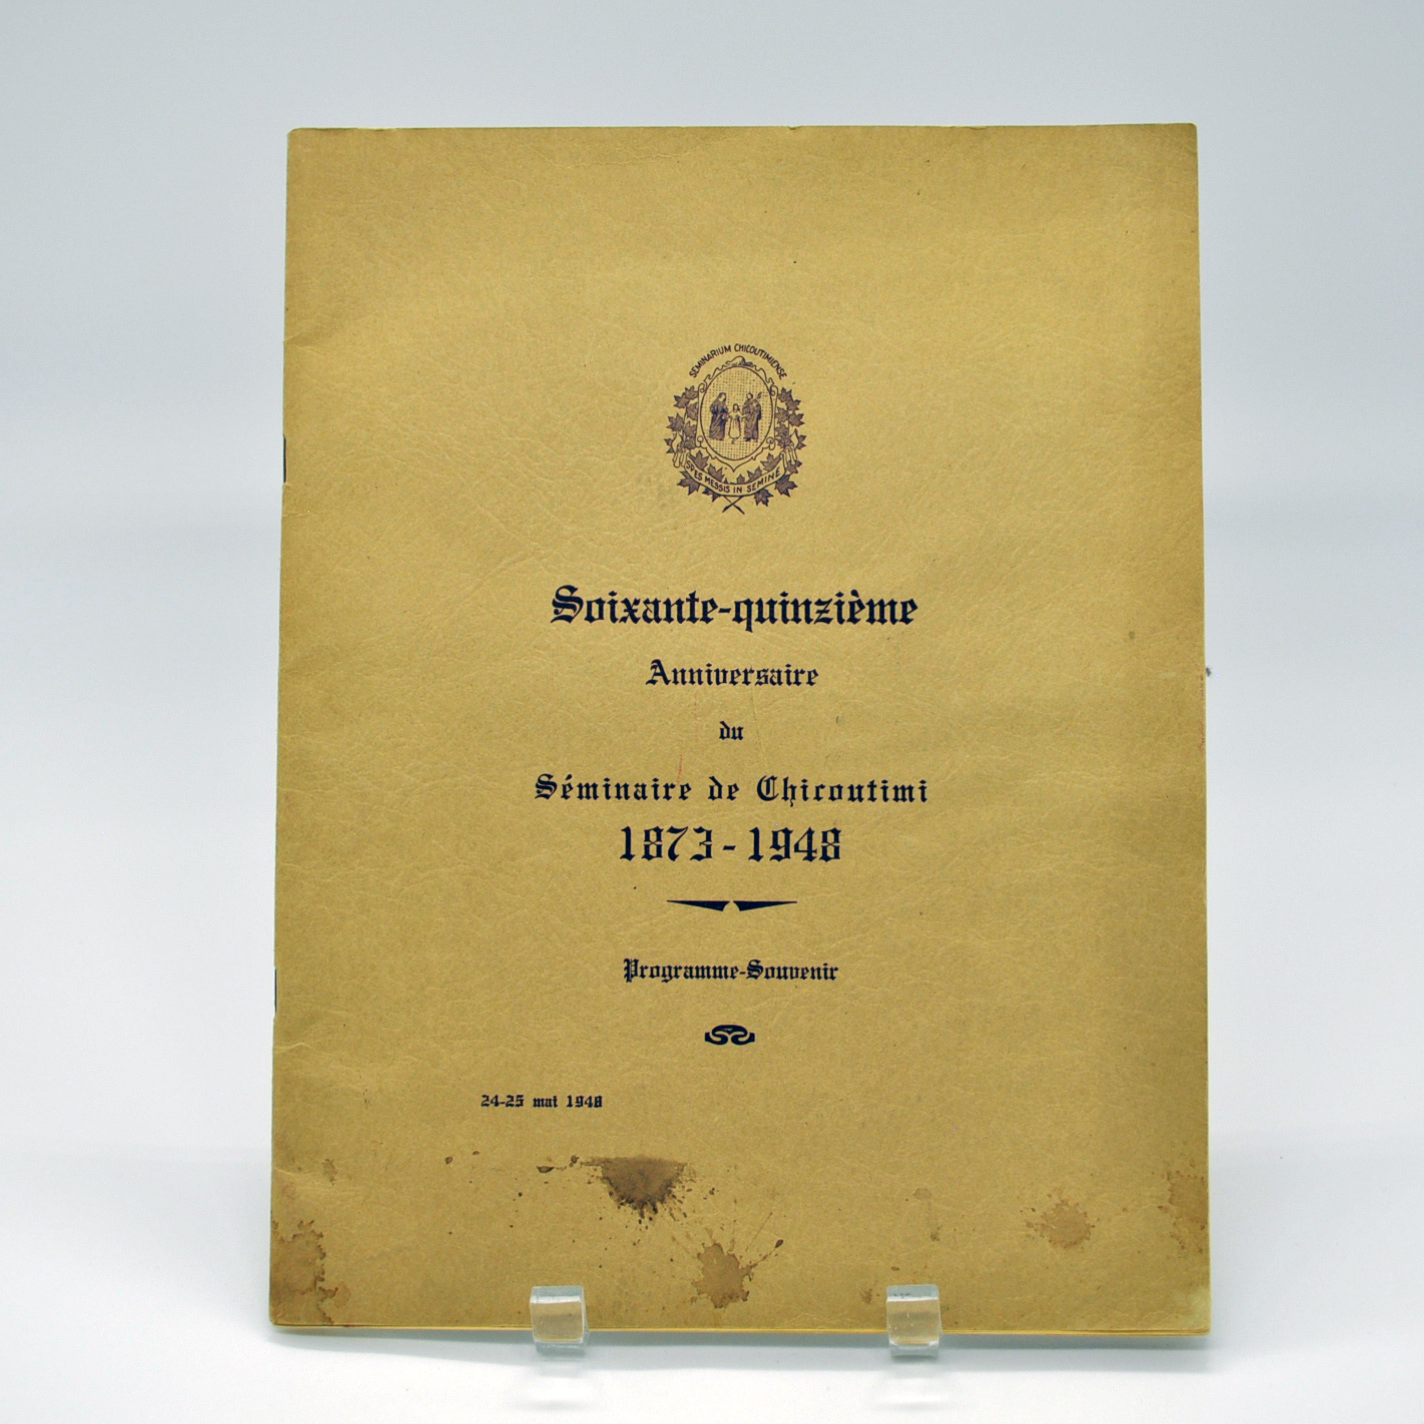 SEMINARIUM CHICOUTIMIENSE
SPES MESSIS IN SEMINE
Soixante-quinzième
Anniversaire
du
Séminaire de Chicoutimi
1873-1948
Programme-Souvenir
24-25 mai 1948